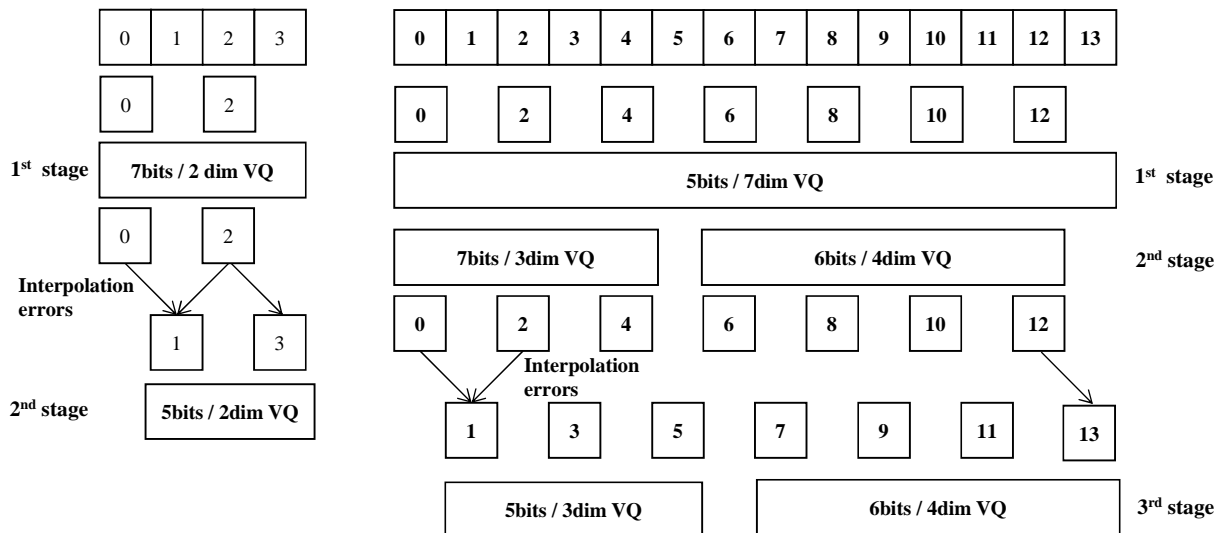 0 1 2 3
0 2
1st stage
7bits / 2 dim VQ
0 2
Interpolation
errors
1 3
2nd stage
5bits / 2dim VQ
0 1 2 3 4 5 6 7 8 9 10 11 12 13
0 2 4 6 8 10 12
5bits / 7dim VQ
1st stage
7bits / 3dim VQ
6bits / 4dim VQ
2nd stage
0 2 4 6 8 10 12
Interpolation
errors
1 3 5 7 9 11 13
5bits / 3dim VQ
6bits / 4dim VQ
3rd stage